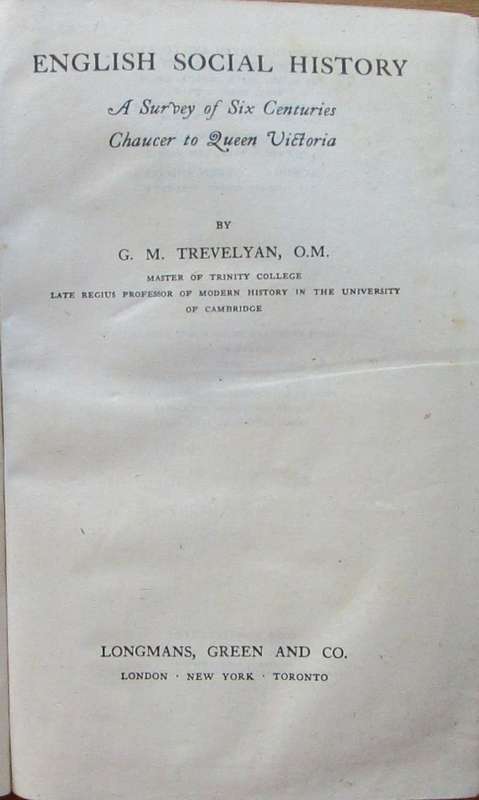 ENGLISH SOCIAL HISTORY
A Survey of Six Centuries
Chaucer to Queen Victoria
BY
G. M. TREVELYAN, O.M.
MASTER OF TRINITY COLLEGE
LATE REGIUS PROFESSOR OF MODERN HISTORY IN THE UNIVERSITY
OF CAMBRIDGE
LONGMANS, GREEN AND CO.
LONDON · NEW YORK · TORONTO